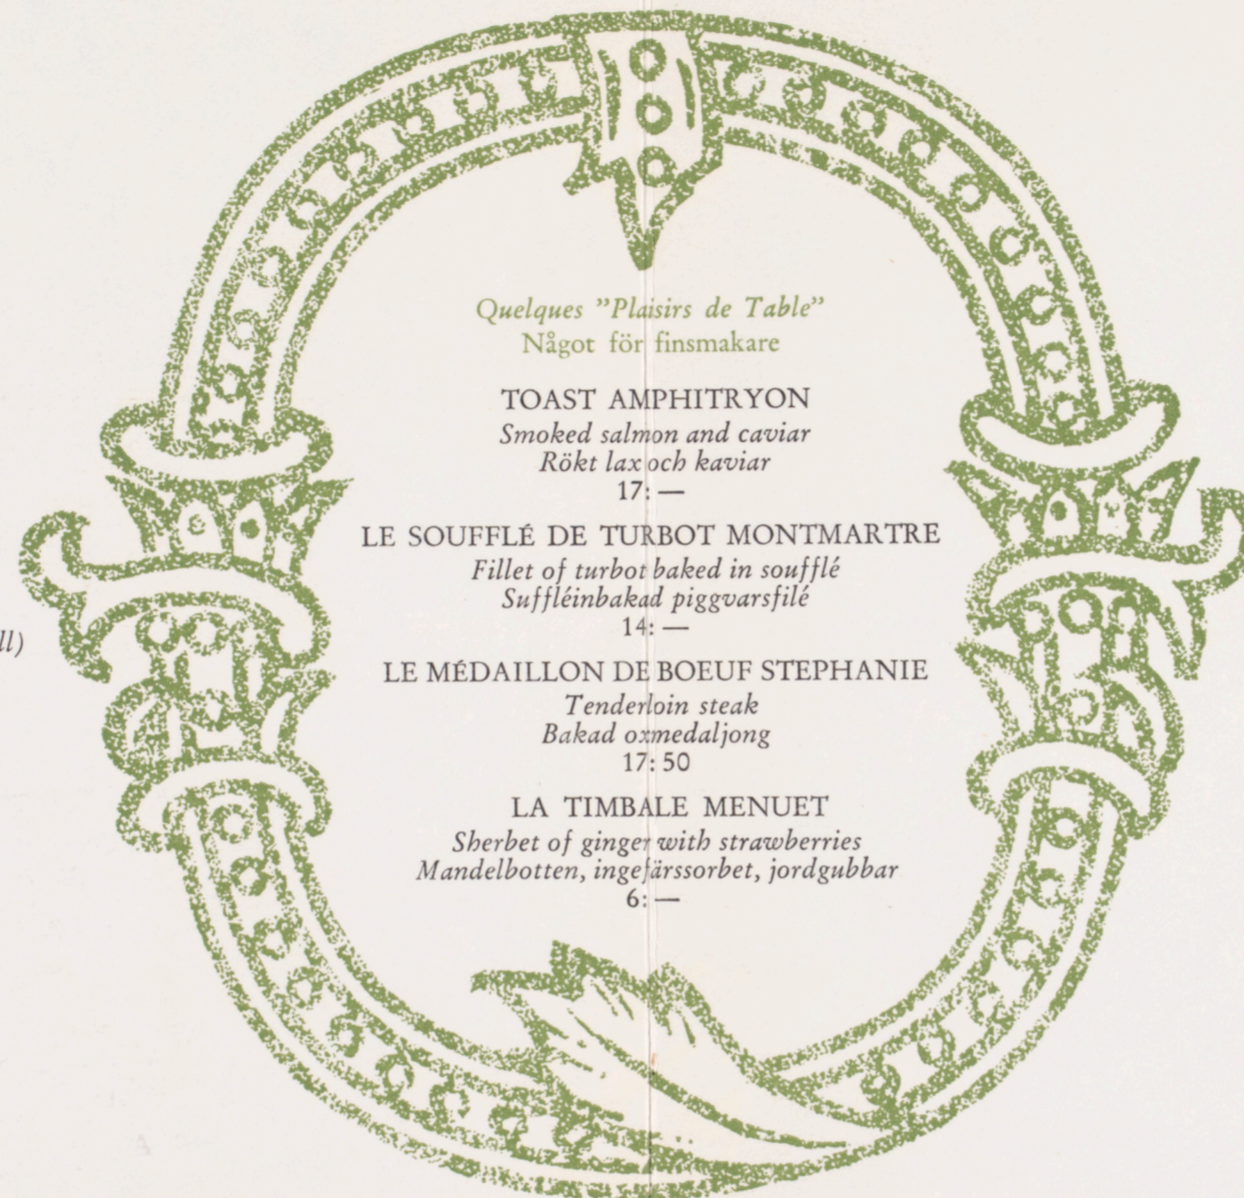 Quelques "Plaisirs de Table"
Något för finsmakare
TOAST AMPHITRYON
Smoked salmon and caviar
Rökt lax och kaviar
17: —
LE SOUFFLÉ DE TURBOT MONTMARTRE
Fillet of turbot baked in soufflé
Suffléinbakad piggvarsfilé
14: —
ll)
LE MÉDAILLON DE BOEUF STEPHANIE
Tenderloin steak
Bakad oxmedaljong
17: 50
LA TIMBALE MENUET
Sherbet of ginger with strawberries
Mandelbotten, ingefärssorbet, jordgubbar
6: —